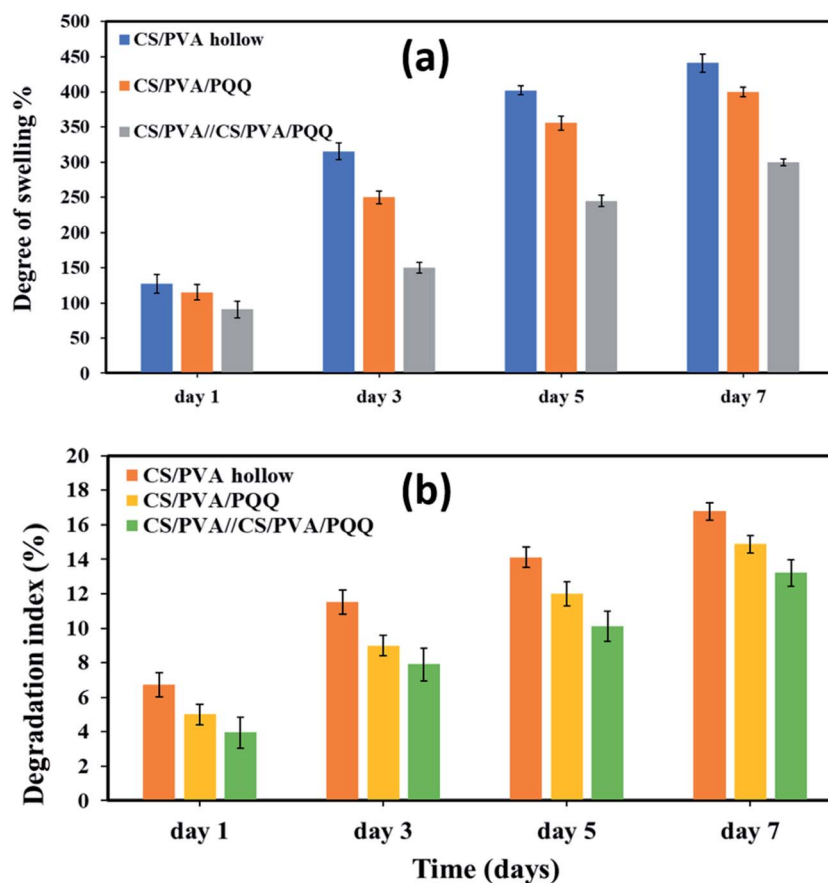 500
450
400
350
300
250
200
150
100
50
0
Degree of swelling %
CS/PVA hollow
CS/PVA/PQQ
CS/PVA//CS/PVA/PQQ
(a)
day 1 day 3 day 5 day 7
20
18
16
14
12
10
8
6
4
2
0
Degradation index (%)
CS/PVA hollow
CS/PVA/PQQ
CS/PVA//CS/PVA/PQQ
(b)
day 1 day 3 day 5 day 7
Time (days)